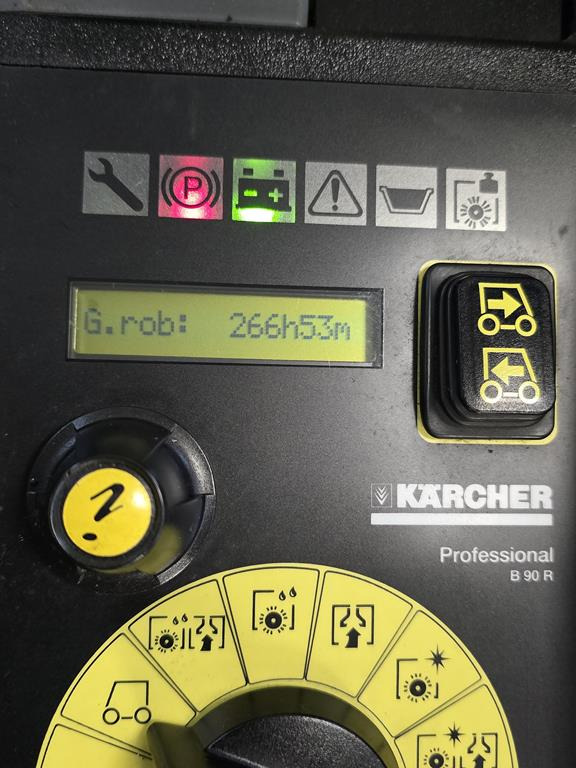 P
G.rob: 266h53m
i
KÄRCHER
Professional
B 90 R